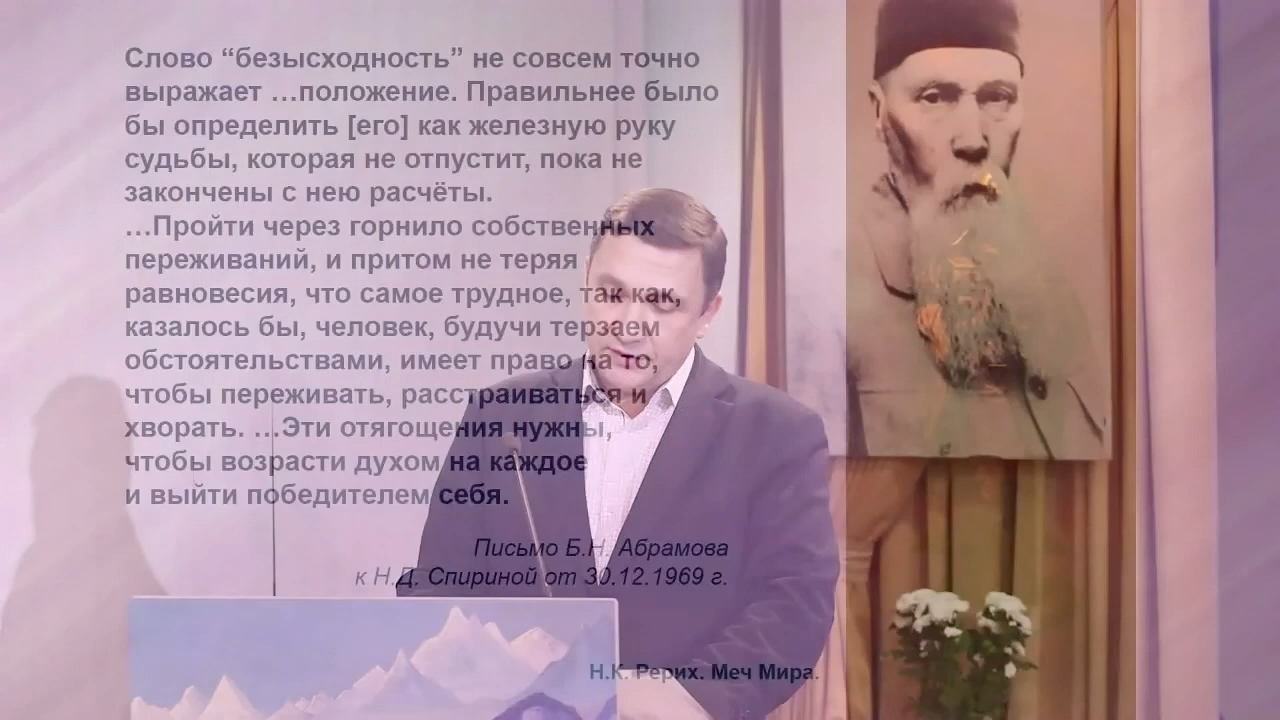 Слово “безысходность” не совсем точно
выражает …положение. Правильнее было
бы определить [его] как железную руку
судьбы, которая не отпустит, пока не
закончены с нею расчёты.
…Пройти через горнило собственных
переживаний, и притом не теряя
равновесия, что самое трудное, так как,
казалось бы, человек, будучи терзаем
обстоятельствами, имеет право на то,
чтобы переживать, расстраиваться и
хворать. …Эти отягощения нужны,
чтобы возрасти духом на каждое
и выйти победителем себя.
Письмо Б.Н. Абрамова
к Н.Д. Спириной от 30.12.1969 г.
Н.К. Рерих. Меч Мира.